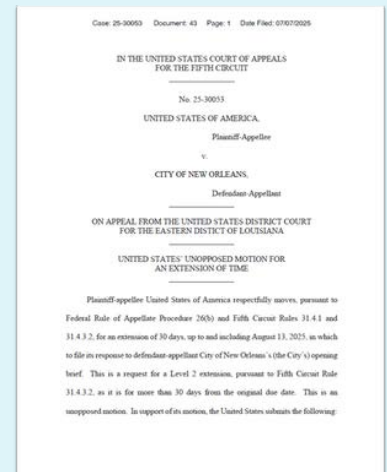 Case: 25-30053 Document: 43 Page: 1 Date Filed: 07/07/2025
IN THE UNITED STATES COURT OF APPEALS
FOR THE FIFTH CIRCUIT
No. 25-30053
UNITED STATES OF AMERICA,
Plaintiff-Appellee
v.
CITY OF NEW ORLEANS,
Defendant-Appellant
ON APPEAL FROM THE UNITED STATES DISTRICT COURT
FOR THE EASTERN DISTICT OF LOUISIANA
UNITED STATES' UNOPPOSED MOTION FOR
AN EXTENSION OF TIME
Plaintiff-appellee United States of America respectfully moves, pursuant to
Federal Rule of Appellate Procedure 26(b) and Fifth Circuit Rules 31.4.1 and
31.4.3.2, for an extension of 30 days, up to and including August 13, 2025, in which
to file its response to defendant-appellant City of New Orleans's (the City's) opening
brief. This is a request for a Level 2 extension, pursuant to Fifth Circuit Rule
31.4.3.2, as it is for more than 30 days from the original due date. This is an
unopposed motion. In support of its motion, the United States submits the following: